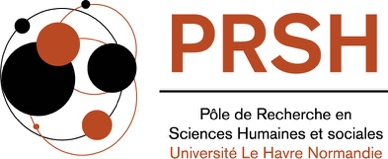 PRSH
Pôle de Recherche en
Sciences Humaines et sociales
Université Le Havre Normandie